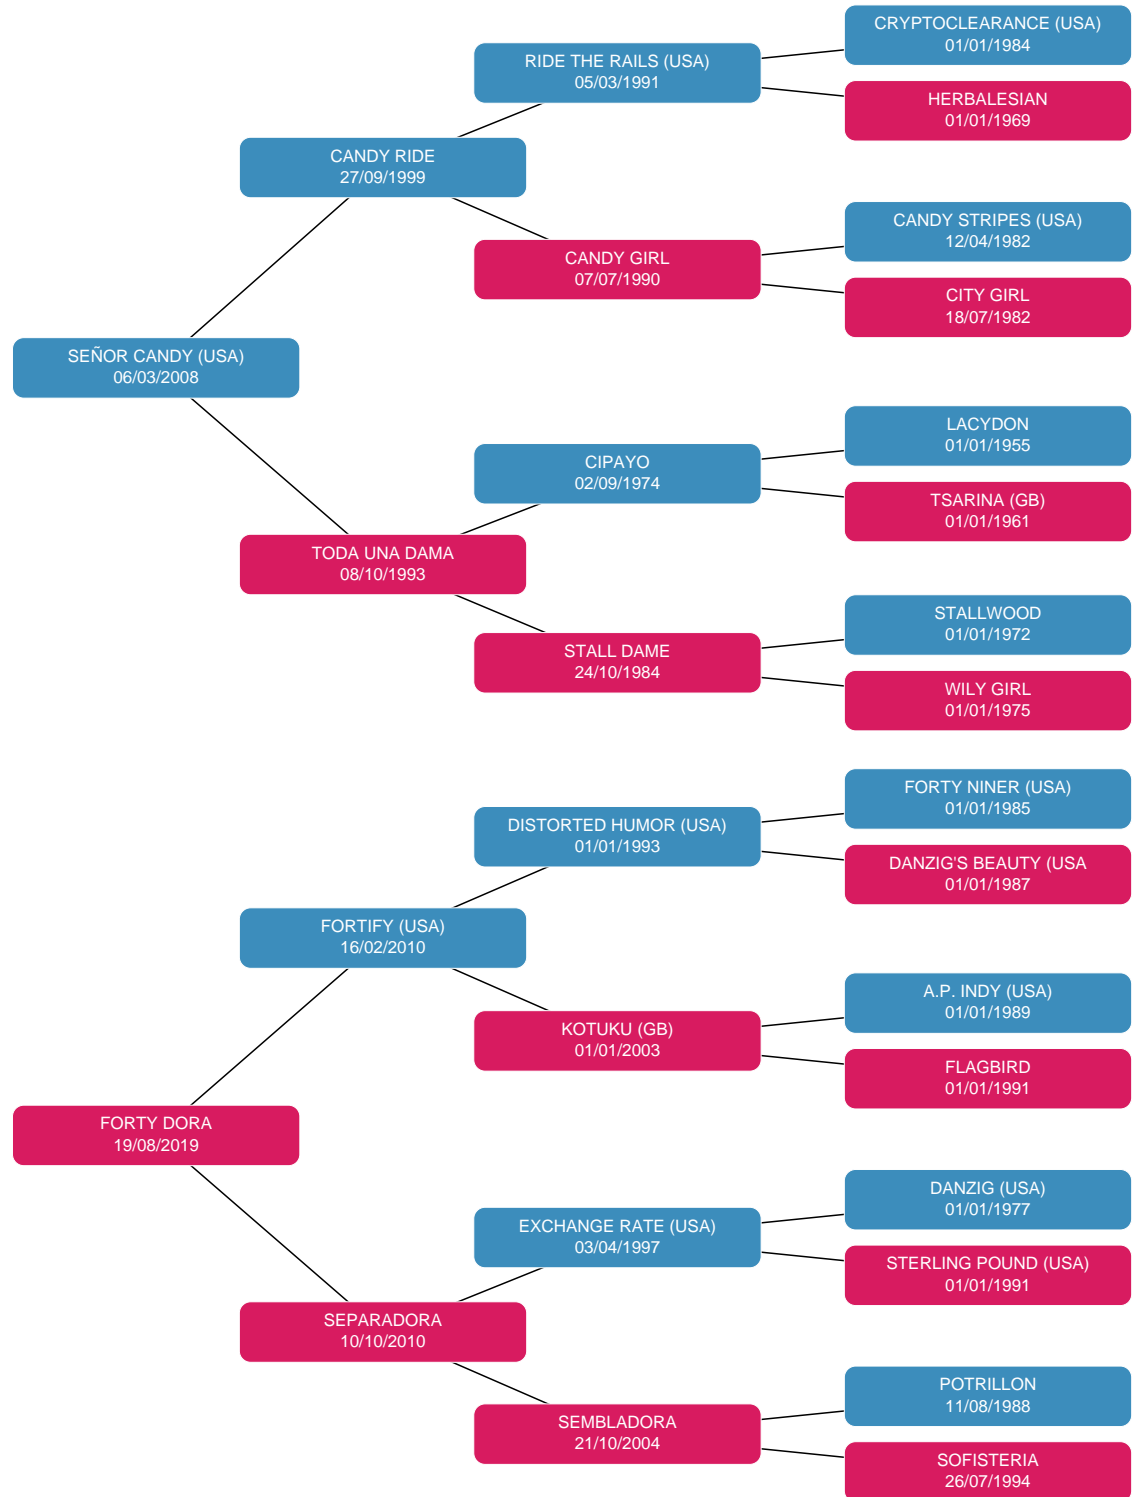 CRYPTOCLEARANCE (USA)
01/01/1984
RIDE THE RAILS (USA)
05/03/1991
HERBALESIAN
01/01/1969
CANDY RIDE
27/09/1999
CANDY STRIPES (USA)
12/04/1982
CANDY GIRL
07/07/1990
CITY GIRL
18/07/1982
SEÑOR CANDY (USA)
06/03/2008
LACYDON
01/01/1955
CIPAYO
02/09/1974
TSARINA (GB)
01/01/1961
TODA UNA DAMA
08/10/1993
STALLWOOD
01/01/1972
STALL DAME
24/10/1984
WILY GIRL
01/01/1975
FORTY NINER (USA)
01/01/1985
DISTORTED HUMOR (USA)
01/01/1993
DANZIG'S BEAUTY (USA
01/01/1987
FORTIFY (USA)
16/02/2010
A.P. INDY (USA)
01/01/1989
KOTUKU (GB)
01/01/2003
FLAGBIRD
01/01/1991
FORTY DORA
19/08/2019
DANZIG (USA)
01/01/1977
EXCHANGE RATE (USA)
03/04/1997
STERLING POUND (USA)
01/01/1991
SEPARADORA
10/10/2010
POTRILLON
11/08/1988
SEMBLADORA
21/10/2004
SOFISTERIA
26/07/1994